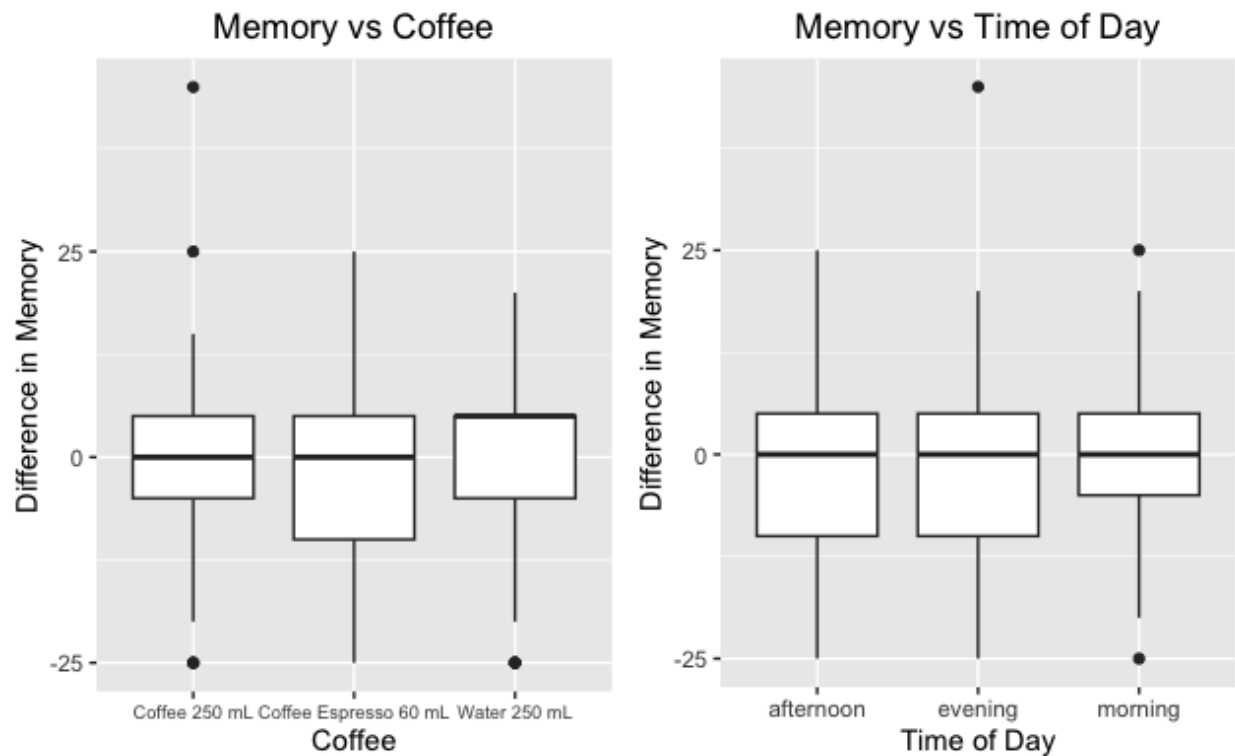 Memory vs Coffee
Difference in Memory
25
0
-25
Coffee 250 mL Coffee Espresso 60 mL Water 250 mL
Coffee
Memory vs Time of Day
Difference in Memory
25
0
-25
afternoon evening morning
Time of Day